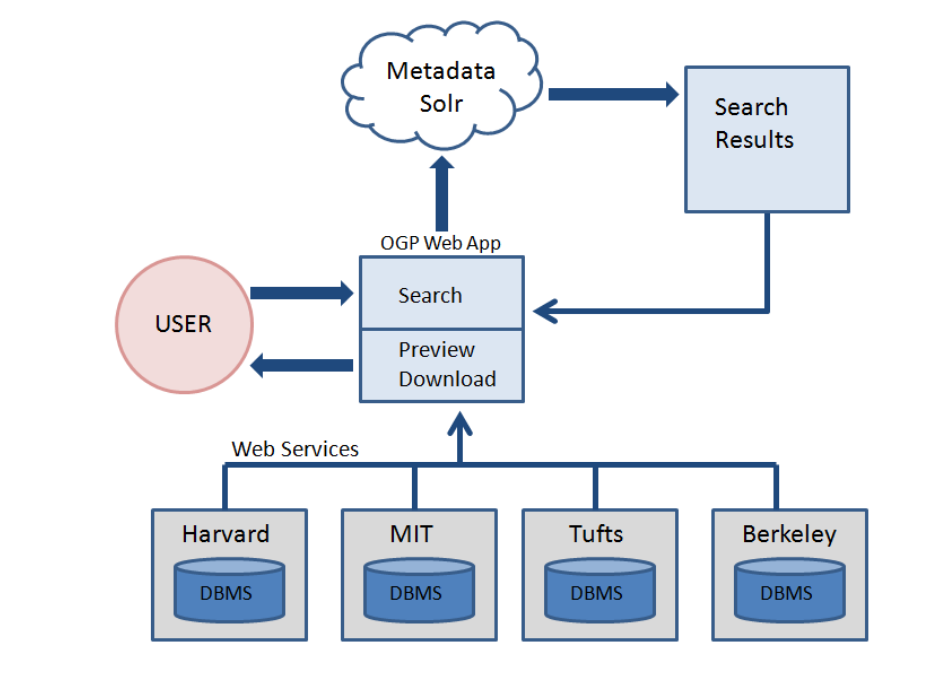 Metadata
Solr
Search
Results
OGP Web App
Search
USER
Preview
Download
Web Services
Harvard
MIT
Tufts
Berkeley
DBMS
DBMS
DBMS
DBMS